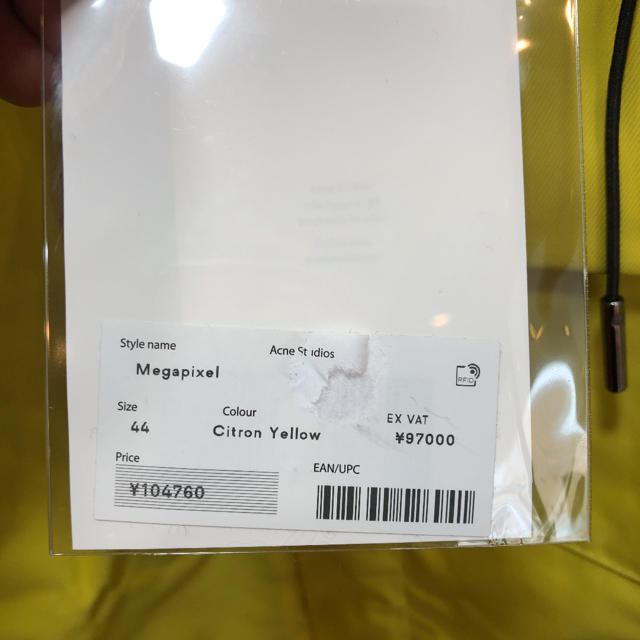 Style name
Acne Studios
Megapixel
RFID
Size
Colour
EX VAT
44
Citron Yellow
¥97000
Price
EAN/UPC
¥104760